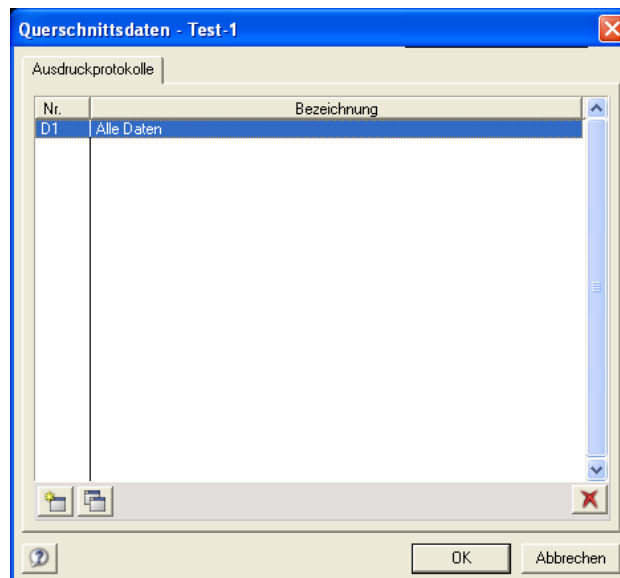 Querschnittsdaten - Test-1
Ausdruckprotokolle
Nr. Bezeichnung
D1 Alle Daten
OK Abbrechen